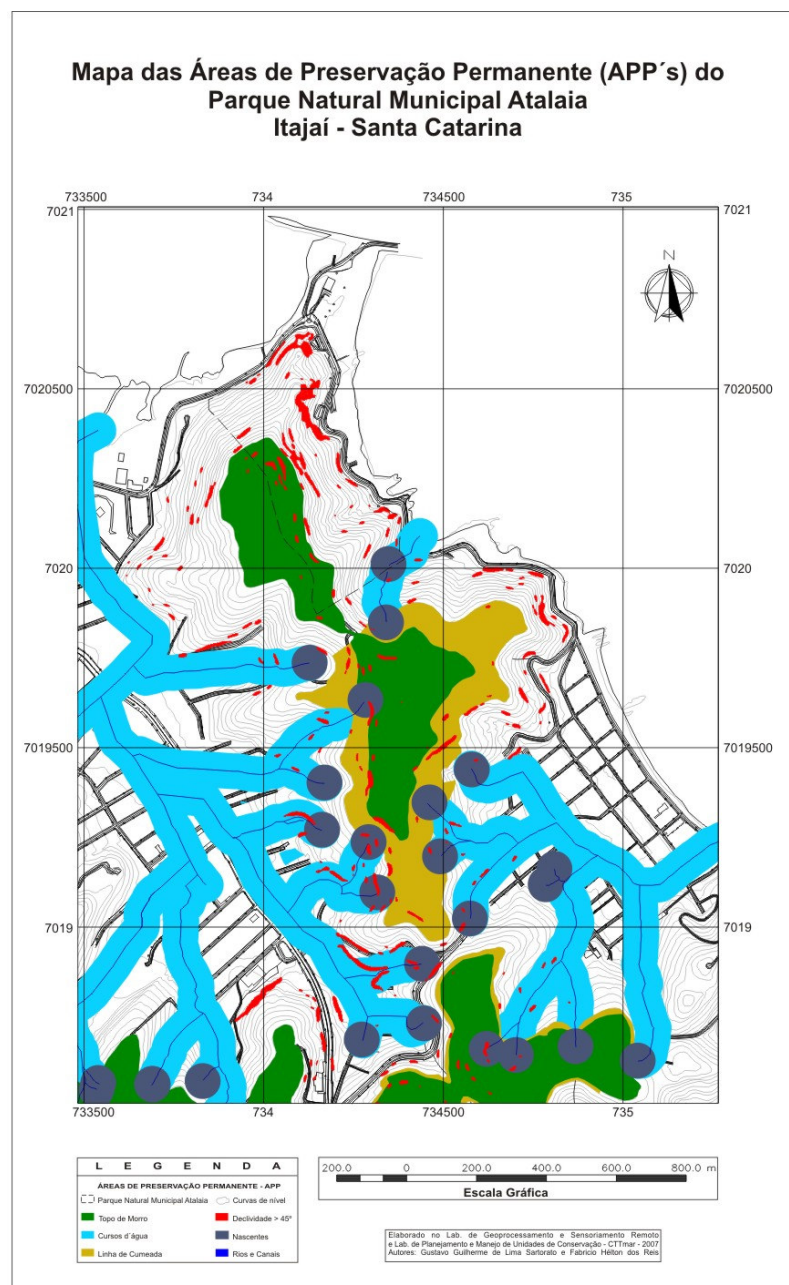 Mapa das Áreas de Preservação Permanente (APP´s) do
Parque Natural Municipal Atalaia
Itajaí - Santa Catarina
733500 734 734500 735
7021 7021
N
7020500 7020500
7020 7020
7019500 7019500
7019 7019
733500 734 734500 735
L E G E N D A
ÁREAS DE PRESERVAÇÃO PERMANENTE - APP
Parque Natural Municipal Atalaia Curvas de nível
Topo de Morro Declividade > 45º
Cursos d´água Nascentes
Linha de Cumeada Rios e Canais
200.0 0 200.0 400.0 600.0 800.0 m
Escala Gráfica
Elaborado no Lab. de Geoprocessamento e Sensoriamento Remoto
e Lab. de Planejamento e Manejo de Unidades de Conservação - CTTmar - 2007
Autores: Gustavo Guilherme de Lima Sartorato e Fabricio Hélton dos Reis